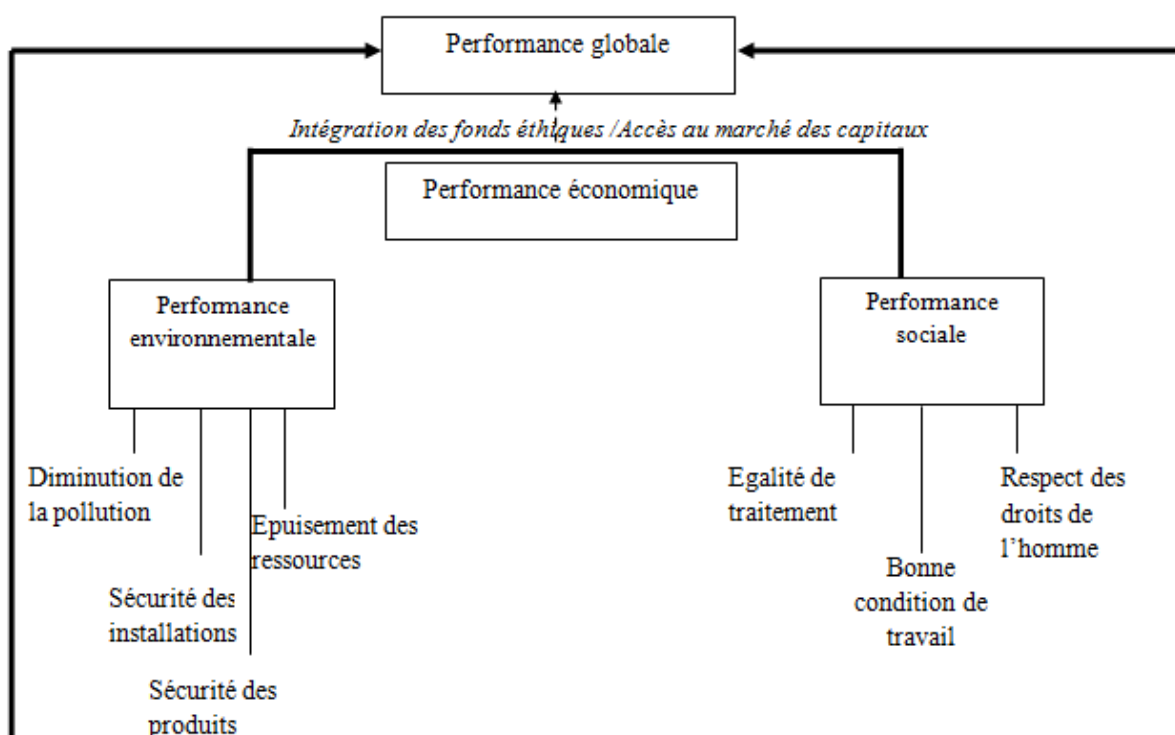 Performance globale
Intégration des fonds éthiques /Accès au marché des capitaux
Performance économique
Performance
environnementale
Performance
sociale
Diminution de
la pollution
Sécurité des
installations
Sécurité des
produits
Epuisement des
ressources
Egalité de
traitement
Bonne
condition de
travail
Respect des
droits de
l’homme